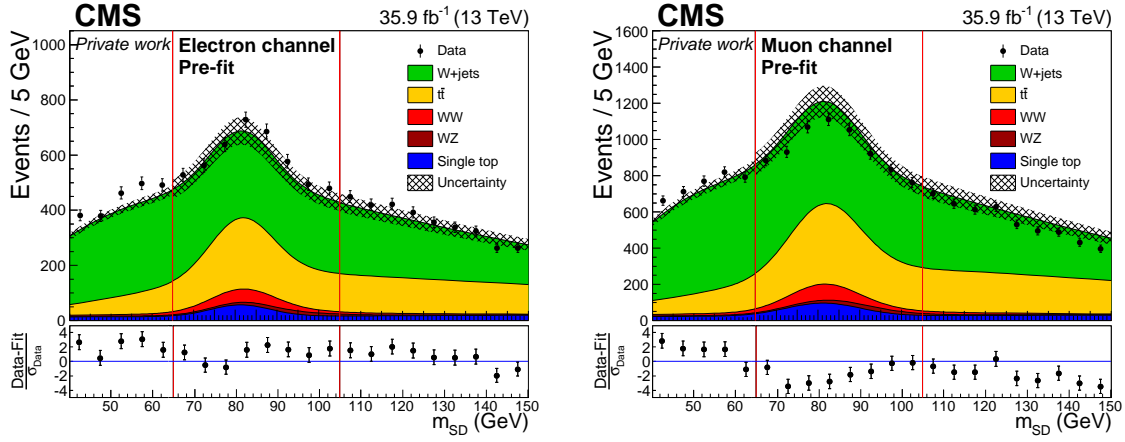 CMS 35.9 fb⁻¹ (13 TeV)
Private work Electron channel
Pre-fit
Data
W+jets
tt̄
WW
WZ
Single top
Uncertainty
Events / 5 GeV
1000
800
600
400
200
0
Data-Fit
σData
4
2
0
-2
-4
50 60 70 80 90 100 110 120 130 140 150
mSD (GeV)
CMS 35.9 fb⁻¹ (13 TeV)
Private work Muon channel
Pre-fit
Data
W+jets
tt̄
WW
WZ
Single top
Uncertainty
Events / 5 GeV
1600
1400
1200
1000
800
600
400
200
0
Data-Fit
σData
4
2
0
-2
-4
50 60 70 80 90 100 110 120 130 140 150
mSD (GeV)